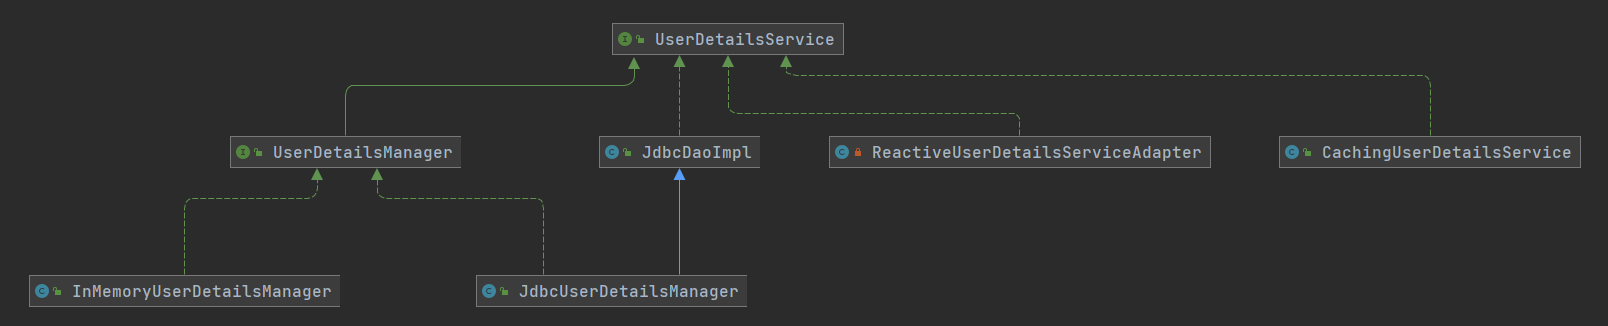 UserDetailsService
UserDetailsManager
JdbcDaoImpl
ReactiveUserDetailsServiceAdapter
CachingUserDetailsService
InMemoryUserDetailsManager
JdbcUserDetailsManager